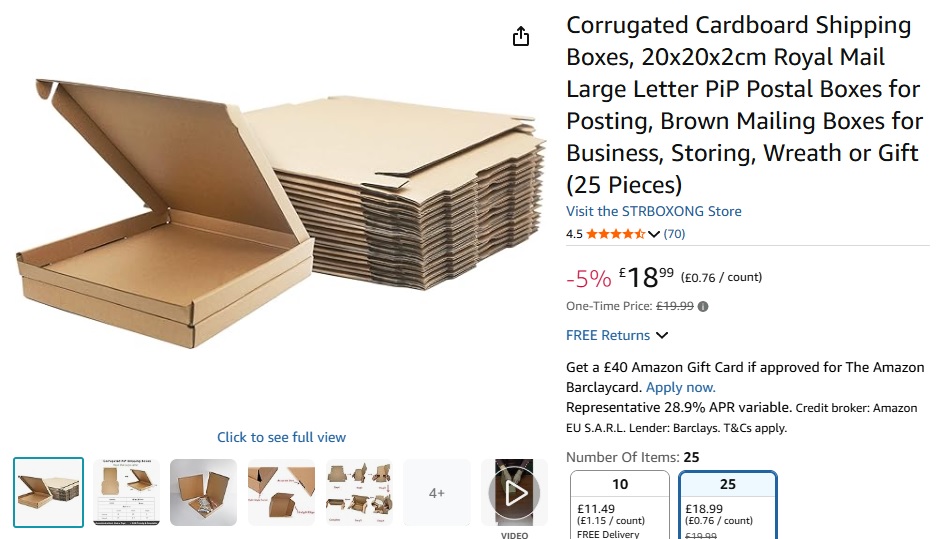 Corrugated Cardboard Shipping
Boxes, 20x20x2cm Royal Mail
Large Letter PiP Postal Boxes for
Posting, Brown Mailing Boxes for
Business, Storing, Wreath or Gift
(25 Pieces)
Visit the STRBOXONG Store
4.5 (70)
-5% £18⁹⁹ (£0.76 / count)
One-Time Price: £19.99
FREE Returns
Get a £40 Amazon Gift Card if approved for The Amazon
Barclaycard. Apply now.
Representative 28.9% APR variable. Credit broker: Amazon
EU S.A.R.L. Lender: Barclays. T&Cs apply.
Number Of Items: 25
10
£11.49
(£1.15 / count)
FREE Delivery
25
£18.99
(£0.76 / count)
£19.99
Click to see full view
4+
VIDEO